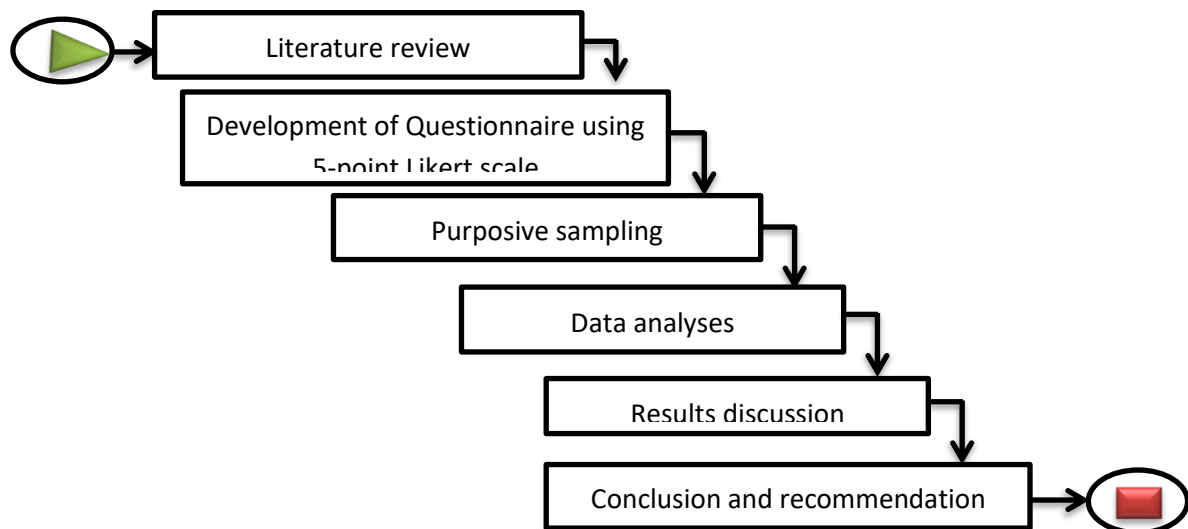 Literature review
Development of Questionnaire using
5-point Likert scale
Purposive sampling
Data analyses
Results discussion
Conclusion and recommendation